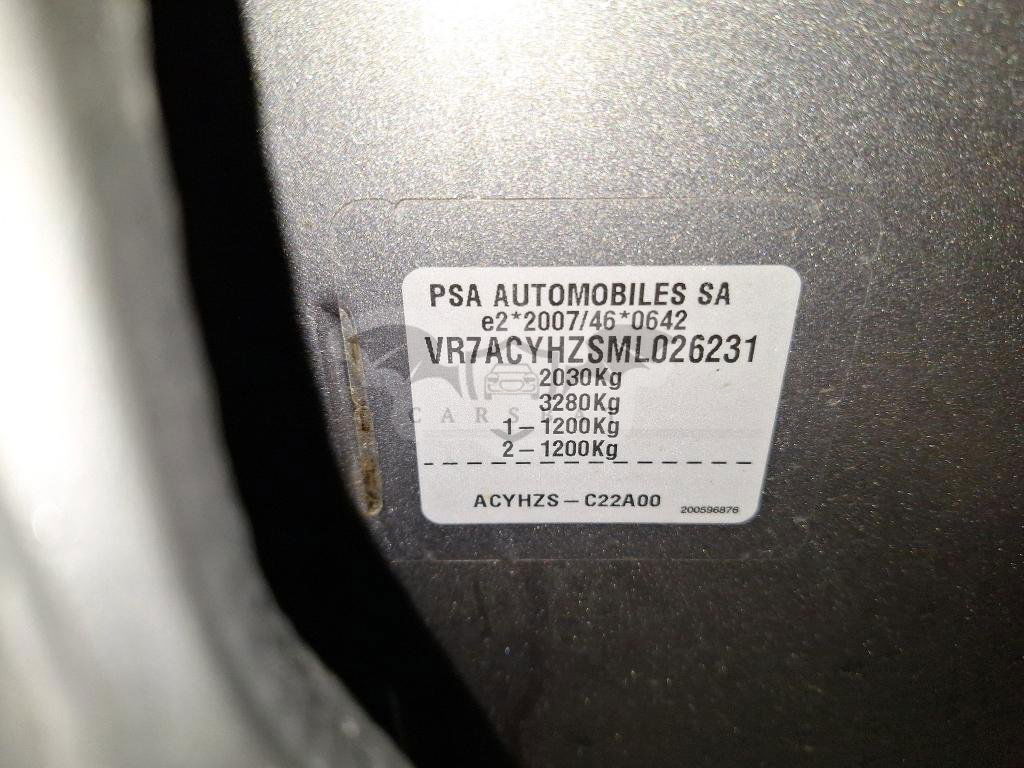 PSA AUTOMOBILES SA
e2*2007/46*0642
VR7ACYHZSML026231
2030Kg
3280Kg
1-1200Kg
2-1200Kg
ACYHZS-C22A00
200596876